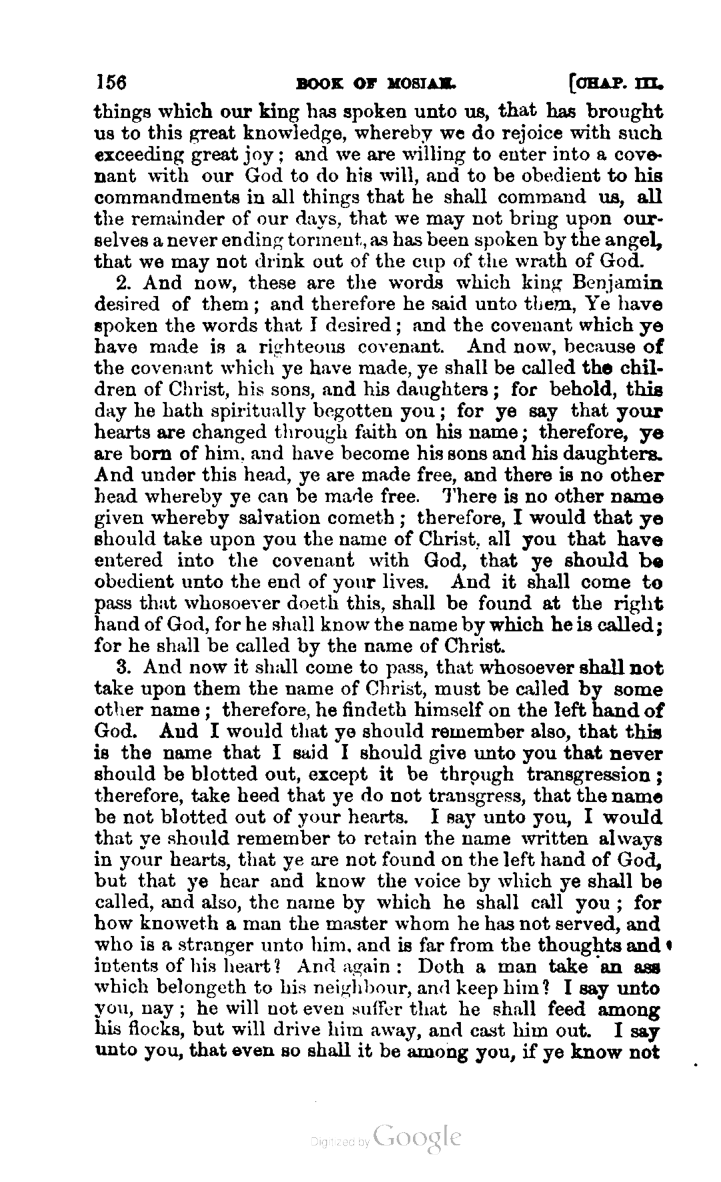 156 BOOK OF MOSIAH. [CHAP. III.
things which our king has spoken unto us, that has brought
us to this great knowledge, whereby we do rejoice with such
exceeding great joy; and we are willing to enter into a cove-
nant with our God to do his will, and to be obedient to his
commandments in all things that he shall command us, all
the remainder of our days, that we may not bring upon our-
selves a never ending torment, as has been spoken by the angel,
that we may not drink out of the cup of the wrath of God.
2. And now, these are the words which king Benjamin
desired of them; and therefore he said unto them, Ye have
spoken the words that I desired; and the covenant which ye
have made is a righteous covenant. And now, because of
the covenant which ye have made, ye shall be called the chil-
dren of Christ, his sons, and his daughters; for behold, this
day he hath spiritually begotten you; for ye say that your
hearts are changed through faith on his name; therefore, ye
are born of him, and have become his sons and his daughters.
And under this head, ye are made free, and there is no other
head whereby ye can be made free. There is no other name
given whereby salvation cometh; therefore, I would that ye
should take upon you the name of Christ, all you that have
entered into the covenant with God, that ye should be
obedient unto the end of your lives. And it shall come to
pass that whosoever doeth this, shall be found at the right
hand of God, for he shall know the name by which he is called;
for he shall be called by the name of Christ.
3. And now it shall come to pass, that whosoever shall not
take upon them the name of Christ, must be called by some
other name; therefore, he findeth himself on the left hand of
God. And I would that ye should remember also, that this
is the name that I said I should give unto you that never
should be blotted out, except it be through transgression;
therefore, take heed that ye do not transgress, that the name
be not blotted out of your hearts. I say unto you, I would
that ye should remember to retain the name written always
in your hearts, that ye are not found on the left hand of God,
but that ye hear and know the voice by which ye shall be
called, and also, the name by which he shall call you; for
how knoweth a man the master whom he has not served, and
who is a stranger unto him, and is far from the thoughts and
intents of his heart? And again: Doth a man take an ass
which belongeth to his neighbour, and keep him? I say unto
you, nay; he will not even suffer that he shall feed among
his flocks, but will drive him away, and cast him out. I say
unto you, that even so shall it be among you, if ye know not
Digitized by Google